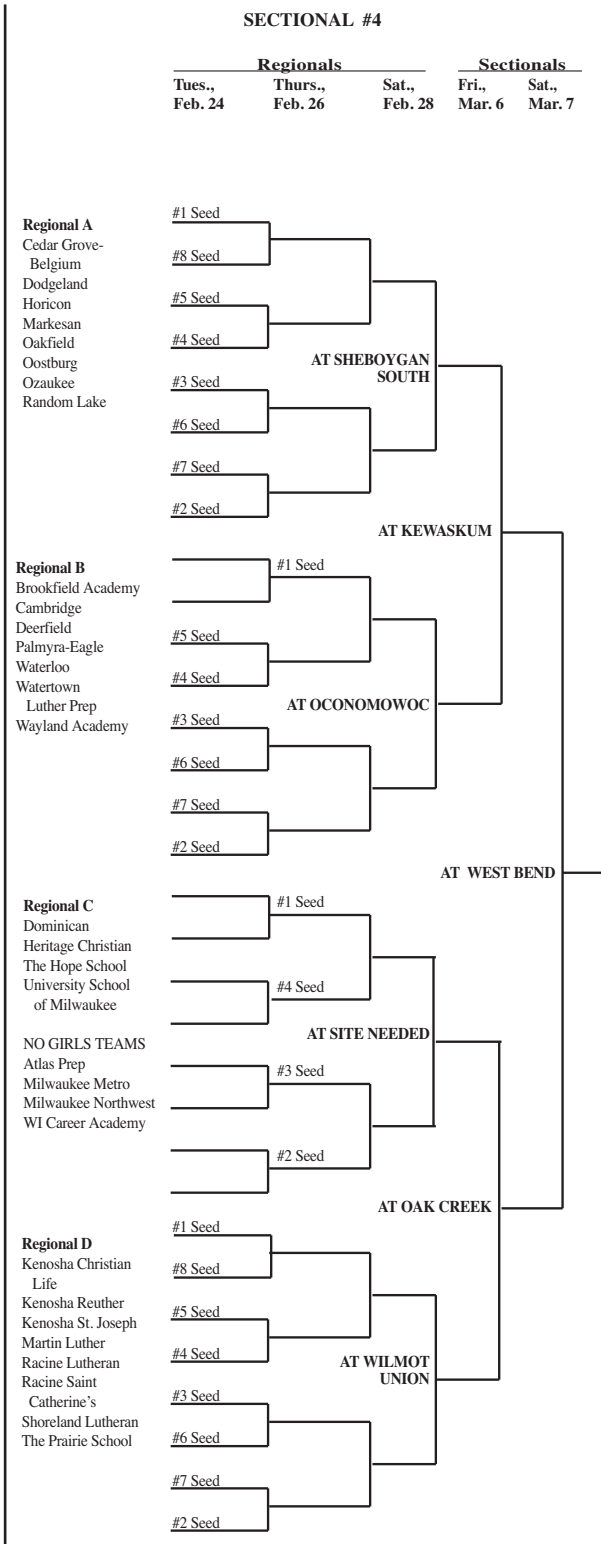 SECTIONAL #4
Regionals
Sectionals
Tues., Feb. 24
Thurs., Feb. 26
Sat., Feb. 28
Fri., Mar. 6
Sat., Mar. 7
Regional A
Cedar Grove-
Belgium
Dodgeland
Horicon
Markesan
Oakfield
Oostburg
Ozaukee
Random Lake
#1 Seed
#8 Seed
#5 Seed
#4 Seed
#3 Seed
#6 Seed
#7 Seed
#2 Seed
AT SHEBOYGAN
SOUTH
AT KEWASKUM
Regional B
Brookfield Academy
Cambridge
Deerfield
Palmyra-Eagle
Waterloo
Watertown
Luther Prep
Wayland Academy
#1 Seed
#5 Seed
#4 Seed
#3 Seed
#6 Seed
#7 Seed
#2 Seed
AT OCONOMOWOC
AT WEST BEND
Regional C
Dominican
Heritage Christian
The Hope School
University School
of Milwaukee
NO GIRLS TEAMS
Atlas Prep
Milwaukee Metro
Milwaukee Northwest
WI Career Academy
#1 Seed
#4 Seed
#3 Seed
#2 Seed
AT SITE NEEDED
AT OAK CREEK
Regional D
Kenosha Christian
Life
Kenosha Reuther
Kenosha St. Joseph
Martin Luther
Racine Lutheran
Racine Saint
Catherine's
Shoreland Lutheran
The Prairie School
#1 Seed
#8 Seed
#5 Seed
#4 Seed
#3 Seed
#6 Seed
#7 Seed
#2 Seed
AT WILMOT
UNION